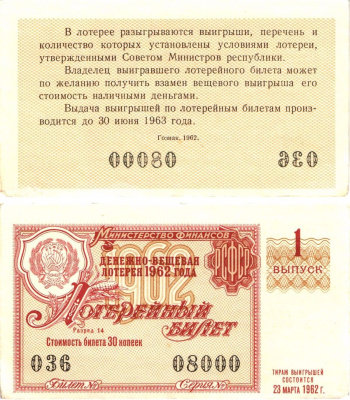 В лотерее разыгрываются выигрыши, перечень и
количество которых установлены условиями лотереи,
утвержденными Советом Министров республики.
Владелец выигравшего лотерейного билета может
по желанию получить взамен вещевого выигрыша его
стоимость наличными деньгами.
Выдача выигрышей по лотерейным билетам произ-
водится до 30 июня 1963 года.
Гознак. 1962.
08000 036
Министерство Финансов
РСФСР
1
ВЫПУСК
ДЕНЕЖНО-ВЕЩЕВАЯ
ЛОТЕРЕЯ 1962 ГОДА
1962
Лотерейный
БИЛЕТ
Разряд 14
Стоимость билета 30 копеек
036 08000
Билет № Серия №
ТИРАЖ ВЫИГРЫШЕЙ
СОСТОИТСЯ
23 МАРТА 1962 г.